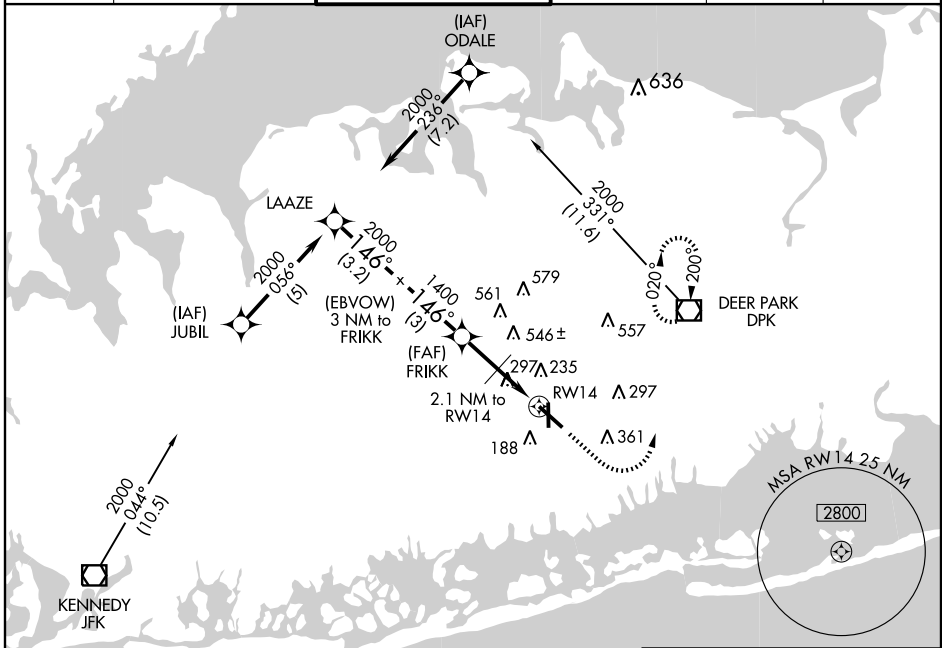 (IAF)
ODALE
636
2000
236°
(7.2)
LAAZE
2000
331°
(11.6)
2000
146°
(3.2)
2000
056°
(5)
020°
200°
1400
146°
(3)
(EBVOW)
3 NM to
FRIKK
579
561
546 ±
557
DEER PARK
DPK
(IAF)
JUBIL
(FAF)
FRIKK
297
235
2.1 NM to
RW14
RW14
297
188
361
2000
044°
(10.5)
MSA RW14 25 NM
2800
KENNEDY
JFK